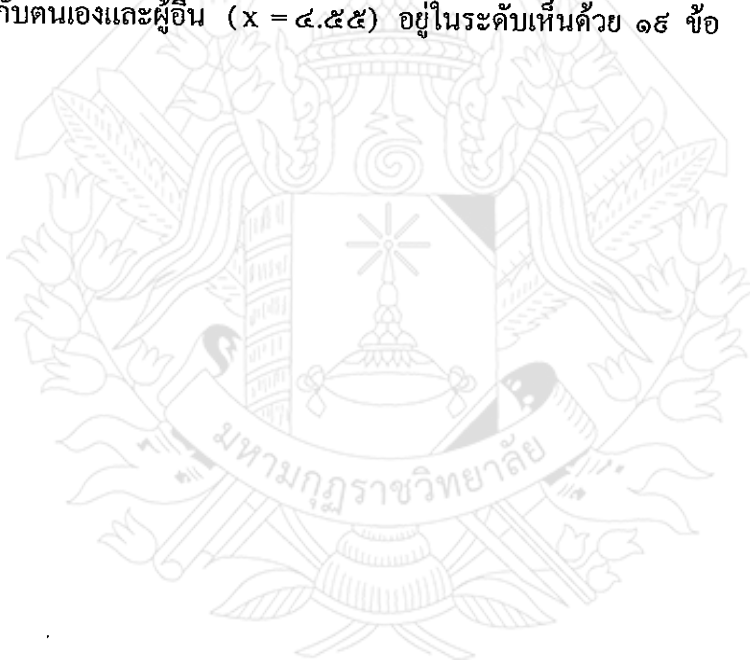 กับตนเองและผู้อื่น (x = ๔.๕๕) อยู่ในระดับเห็นด้วย ๑๙ ข้อ
มหามกุฏราชวิทยาลัย